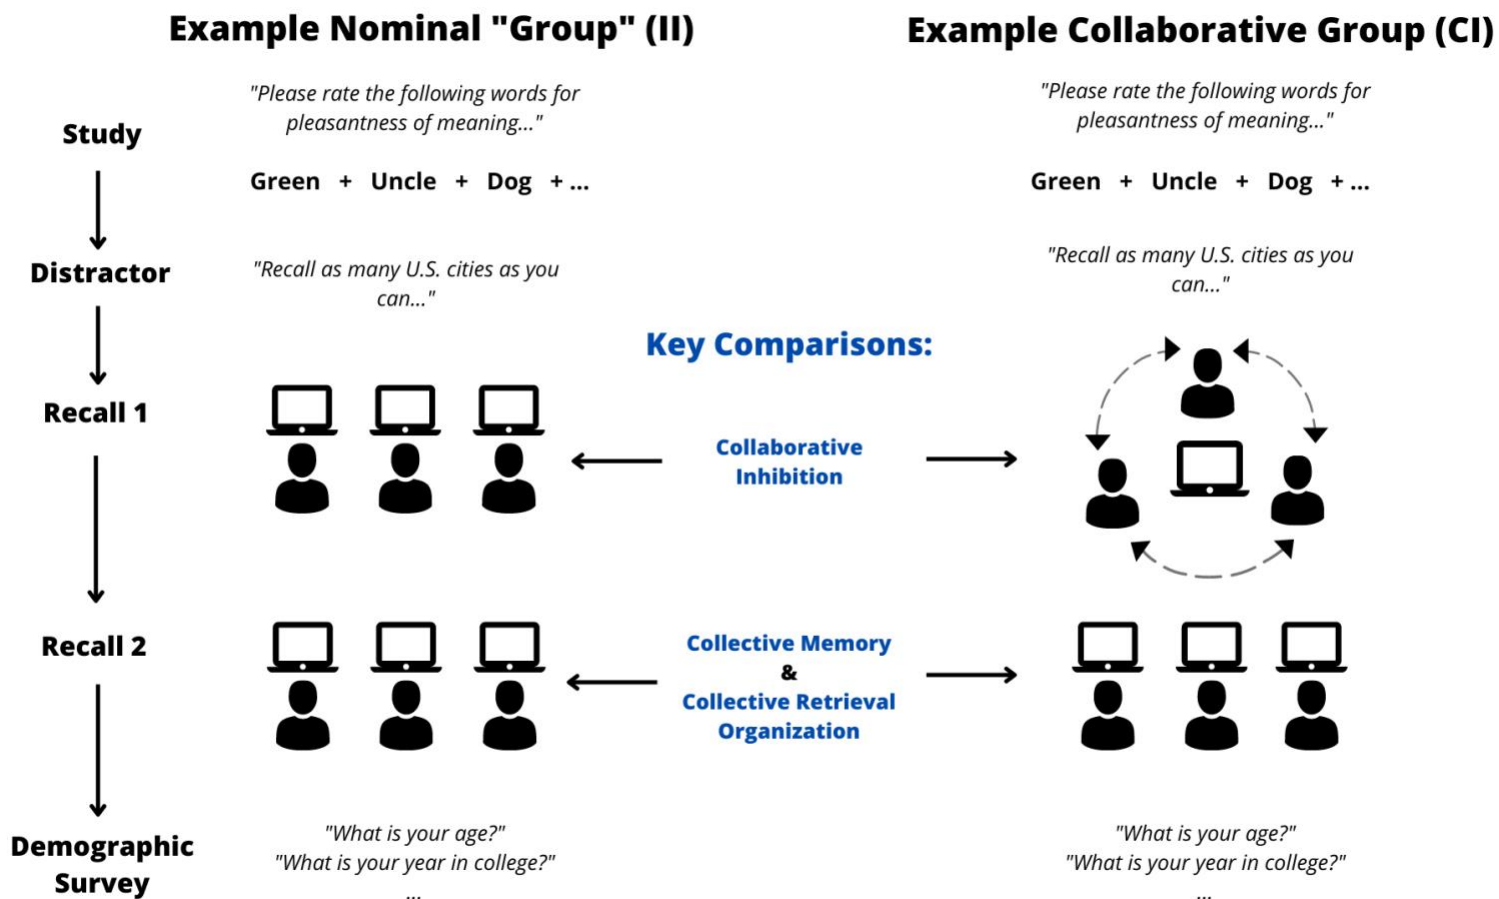 Example Nominal "Group" (II)
Example Collaborative Group (CI)
Study
"Please rate the following words for
pleasantness of meaning..."
Green + Uncle + Dog + ...
"Please rate the following words for
pleasantness of meaning..."
Green + Uncle + Dog + ...
Distractor
"Recall as many U.S. cities as you
can..."
"Recall as many U.S. cities as you
can..."
Key Comparisons:
Recall 1
Collaborative
Inhibition
Recall 2
Collective Memory
&
Collective Retrieval
Organization
Demographic
Survey
"What is your age?"
"What is your year in college?"
...
"What is your age?"
"What is your year in college?"
...